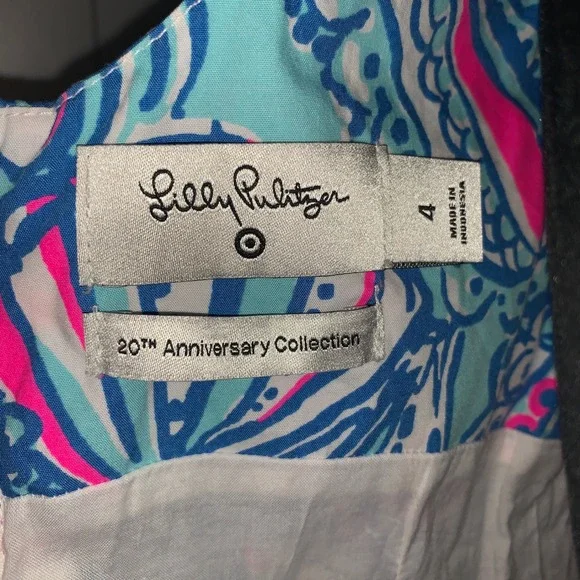 Lilly Pulitzer
4
MADE IN
INDONESIA
20TH Anniversary Collection